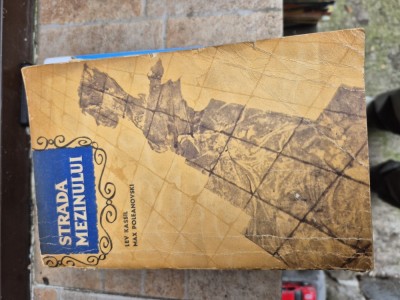 STRADA
MEZINULUI
LEV KASSIL
MAX POLEANOVSKI